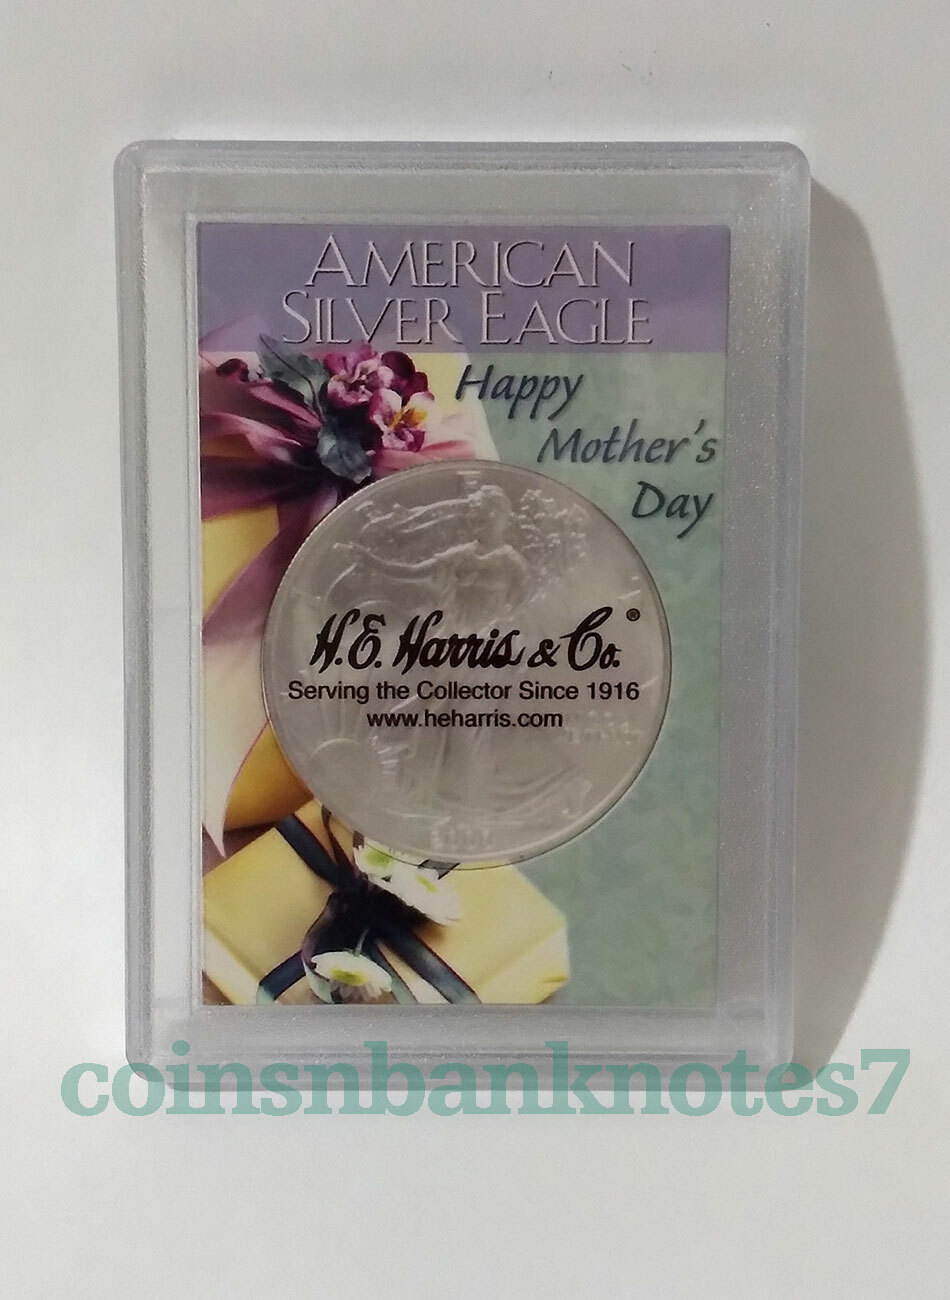 AMERICAN
SILVER EAGLE
Happy
Mother's
Day
H.E. Harris & Co.®
Serving the Collector Since 1916
www.heharris.com
coinsnbanknotes7